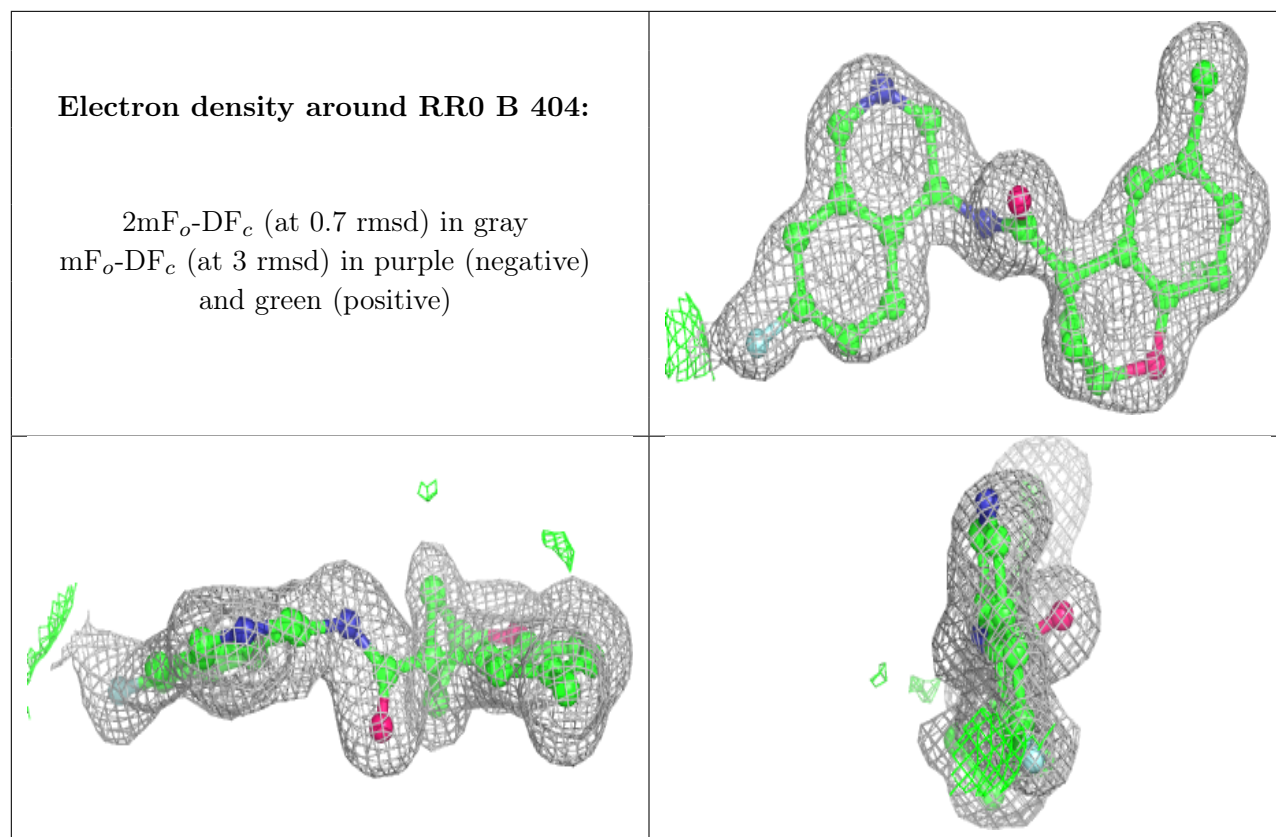 Electron density around RR0 B 404:
2mFo-DFc (at 0.7 rmsd) in gray
mFo-DFc (at 3 rmsd) in purple (negative)
and green (positive)